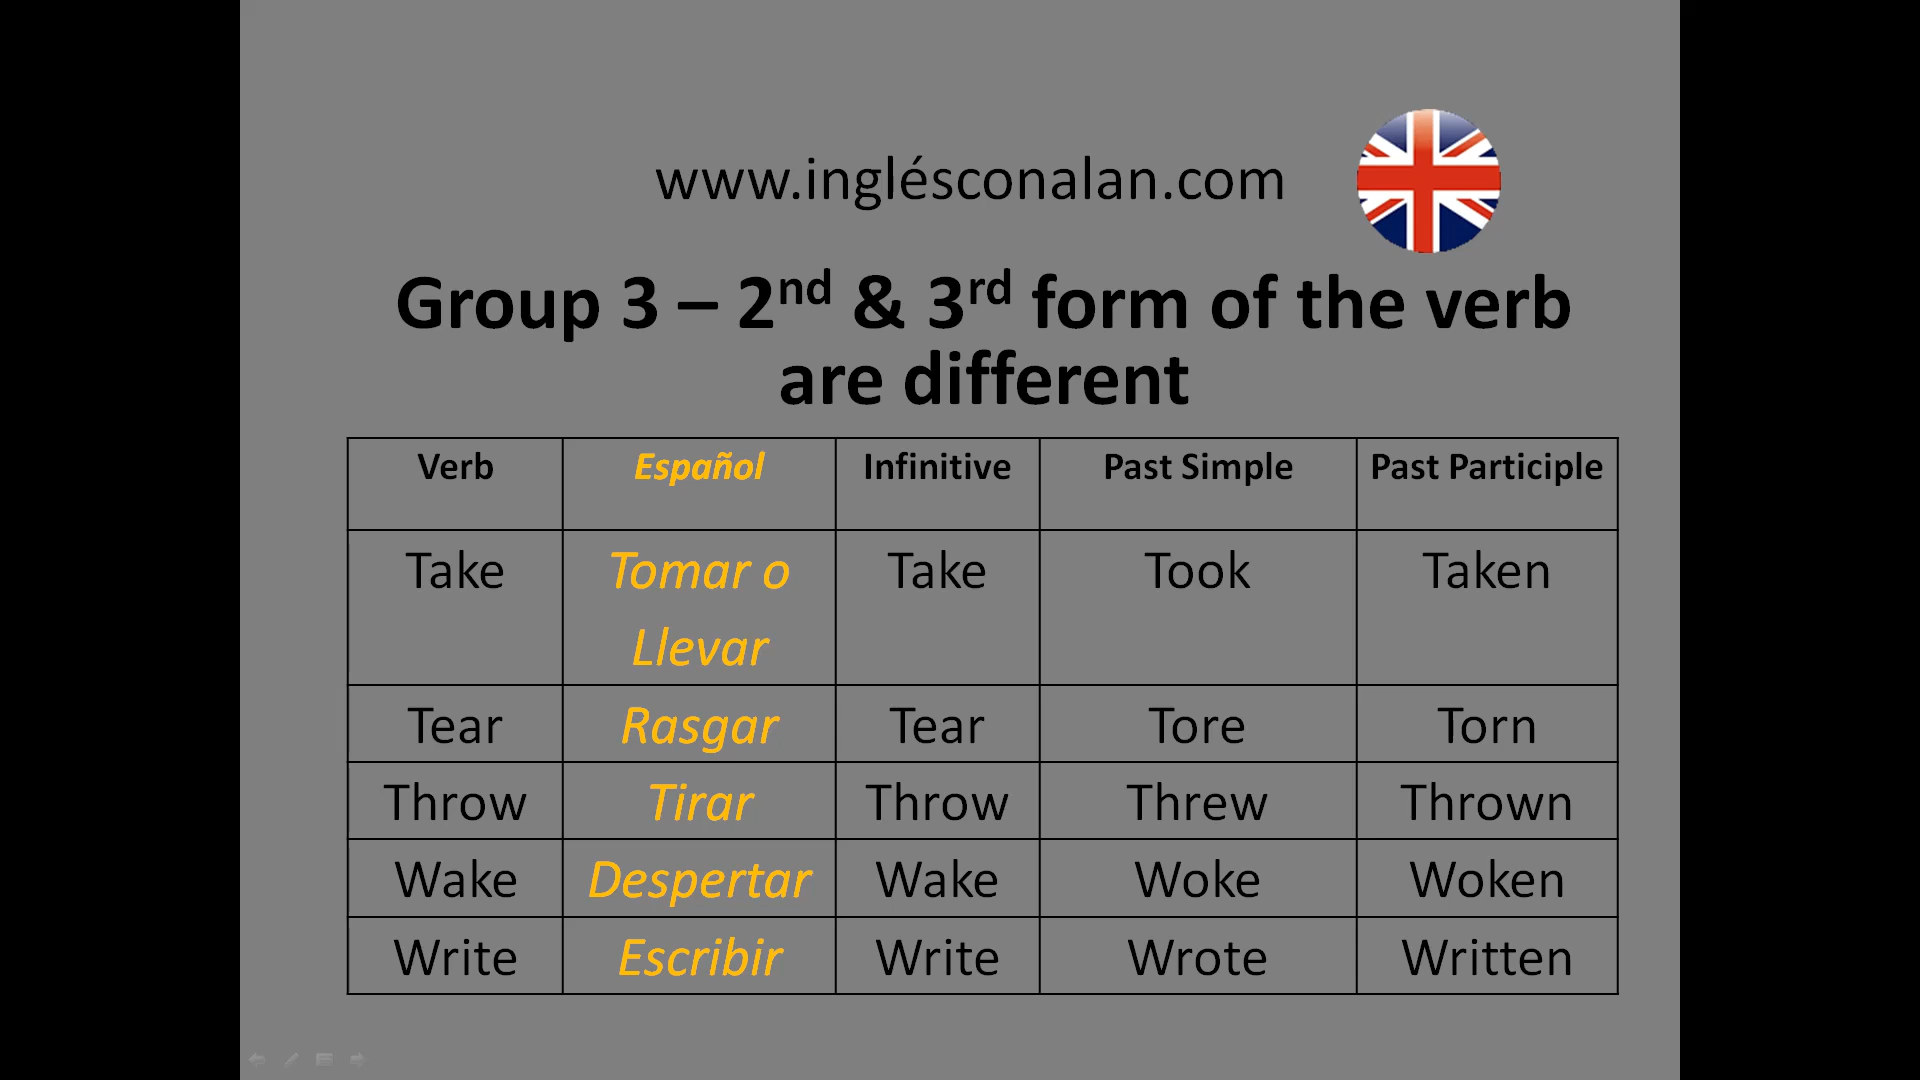 www.inglésconalan.com
Group 3 – 2nd & 3rd form of the verb
are different
Verb Español Infinitive Past Simple Past Participle
Take Tomar o Take Took Taken
Llevar
Tear Rasgar Tear Tore Torn
Throw Tirar Throw Threw Thrown
Wake Despertar Wake Woke Woken
Write Escribir Write Wrote Written